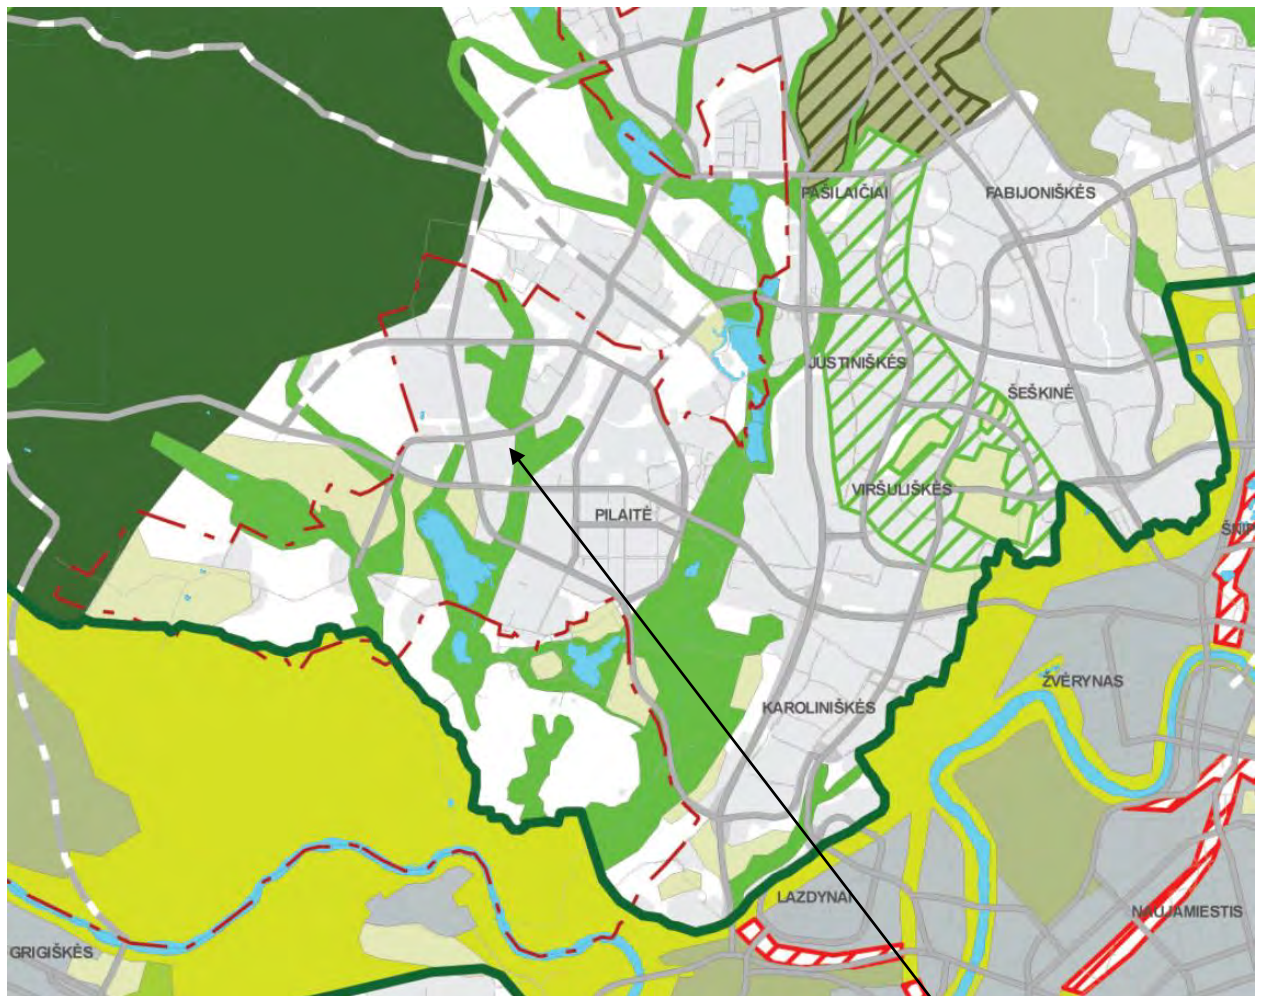 PAŠILAIČIAI
FABIJONIŠKĖS
JUSTINIŠKĖS
ŠEŠKINĖ
VIRŠULIŠKĖS
PILAITĖ
ŽVĖRYNAS
KAROLINIŠKĖS
LAZDYNAI
NAUJAMIESTIS
GRIGIŠKĖS